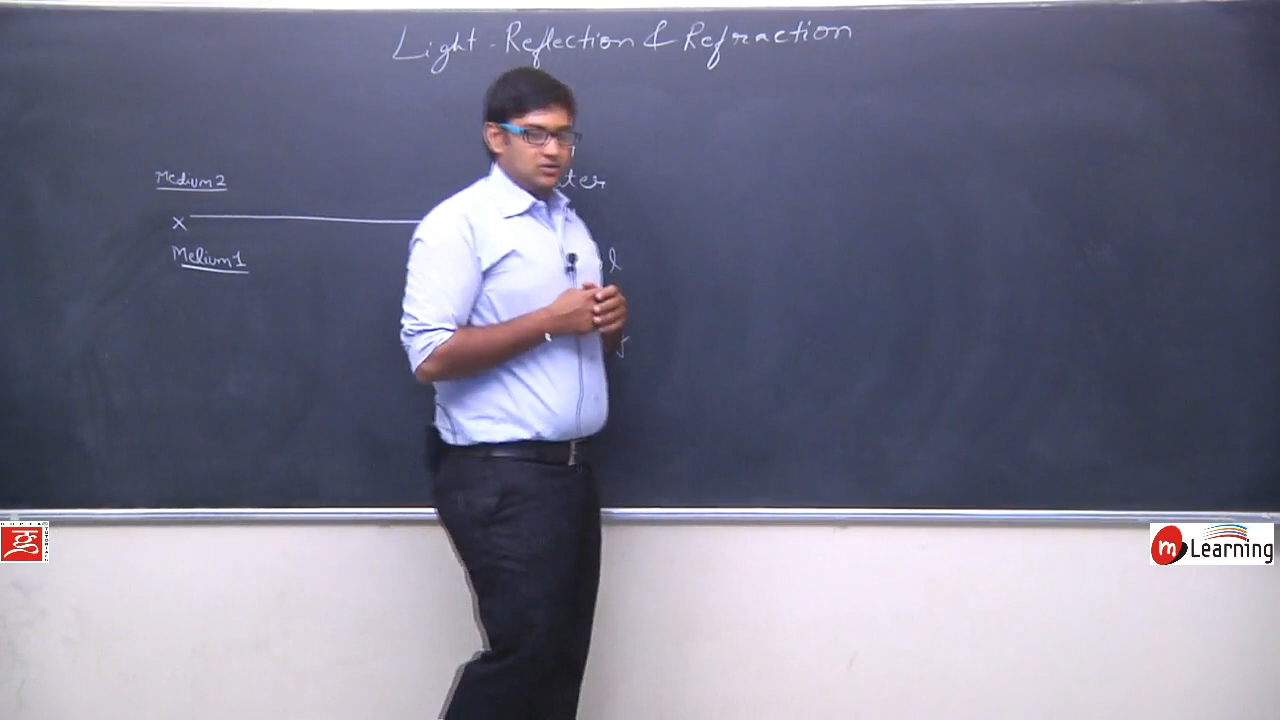 Light - Reflection & Refraction
Medium 2
x
Medium 1
m Learning